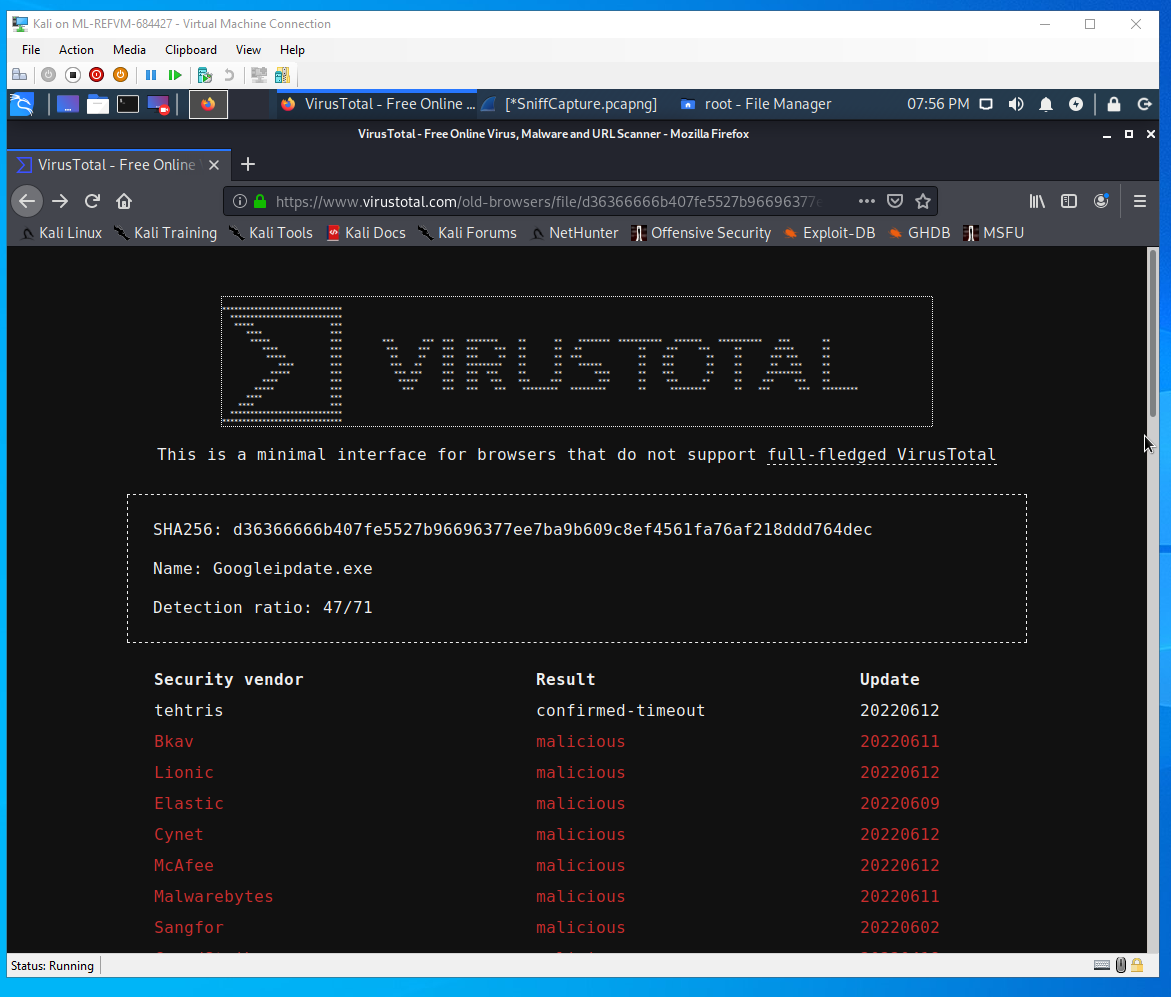 Kali on ML-REFVM-684427 - Virtual Machine Connection
File Action Media Clipboard View Help
VirusTotal - Free Online ... [*SniffCapture.pcapng] root - File Manager 07:56 PM
VirusTotal - Free Online Virus, Malware and URL Scanner - Mozilla Firefox
VirusTotal - Free Online
https://www.virustotal.com/old-browsers/file/d36366666b407fe5527b96696377e
Kali Linux Kali Training Kali Tools Kali Docs Kali Forums NetHunter Offensive Security Exploit-DB GHDB MSFU
VIRUSTOTAL
This is a minimal interface for browsers that do not support full-fledged VirusTotal
SHA256: d36366666b407fe5527b96696377ee7ba9b609c8ef4561fa76af218ddd764dec
Name: Googleipdate.exe
Detection ratio: 47/71
Security vendor Result Update
tehtris confirmed-timeout 20220612
Bkav malicious 20220611
Lionic malicious 20220612
Elastic malicious 20220609
Cynet malicious 20220612
McAfee malicious 20220612
Malwarebytes malicious 20220611
Sangfor malicious 20220602
Status: Running